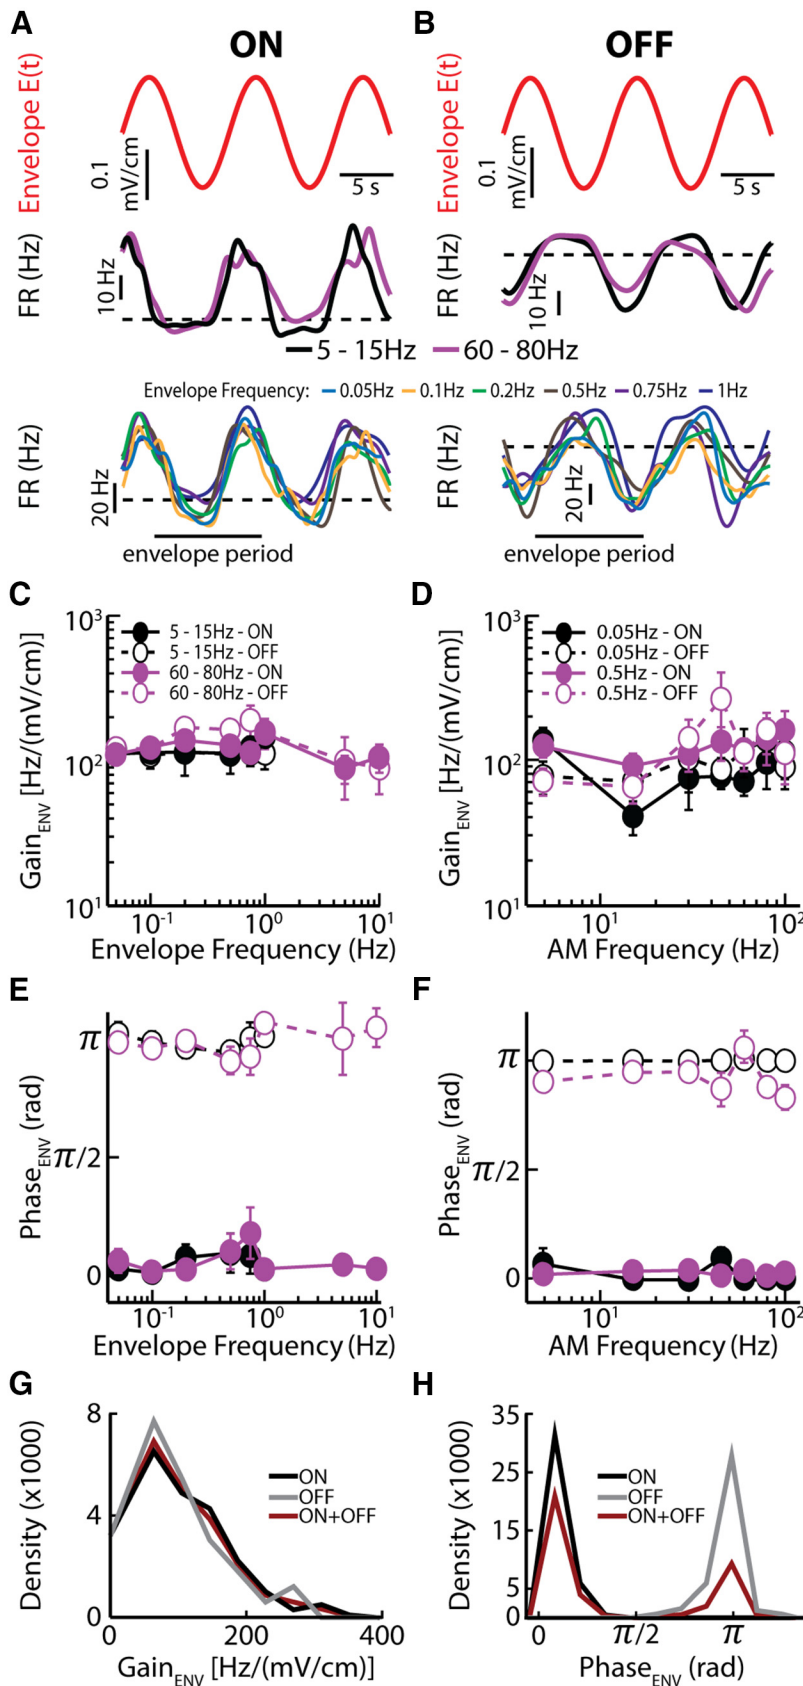 A
B
ON
OFF
Envelope E(t)
0.1
mV/cm
5 s
Envelope E(t)
0.1
mV/cm
5 s
FR (Hz)
10 Hz
FR (Hz)
10 Hz
5 - 15Hz
60 - 80Hz
Envelope Frequency:
0.05Hz
0.1Hz
0.2Hz
0.5Hz
0.75Hz
1Hz
FR (Hz)
20 Hz
envelope period
FR (Hz)
20 Hz
envelope period
C
10³
10²
10¹
Gain_ENV [Hz/(mV/cm)]
5 - 15Hz - ON
5 - 15Hz - OFF
60 - 80Hz - ON
60 - 80Hz - OFF
10⁻¹
10⁰
10¹
Envelope Frequency (Hz)
D
10³
10²
10¹
Gain_ENV [Hz/(mV/cm)]
0.05Hz - ON
0.05Hz - OFF
0.5Hz - ON
0.5Hz - OFF
10¹
10²
AM Frequency (Hz)
E
π
π/2
0
Phase_ENV (rad)
10⁻¹
10⁰
10¹
Envelope Frequency (Hz)
F
π
π/2
0
Phase_ENV (rad)
10¹
10²
AM Frequency (Hz)
G
8
4
0
Density (x1000)
ON
OFF
ON+OFF
0
200
400
Gain_ENV [Hz/(mV/cm)]
H
35
25
15
5
0
Density (x1000)
ON
OFF
ON+OFF
0
π/2
π
Phase_ENV (rad)